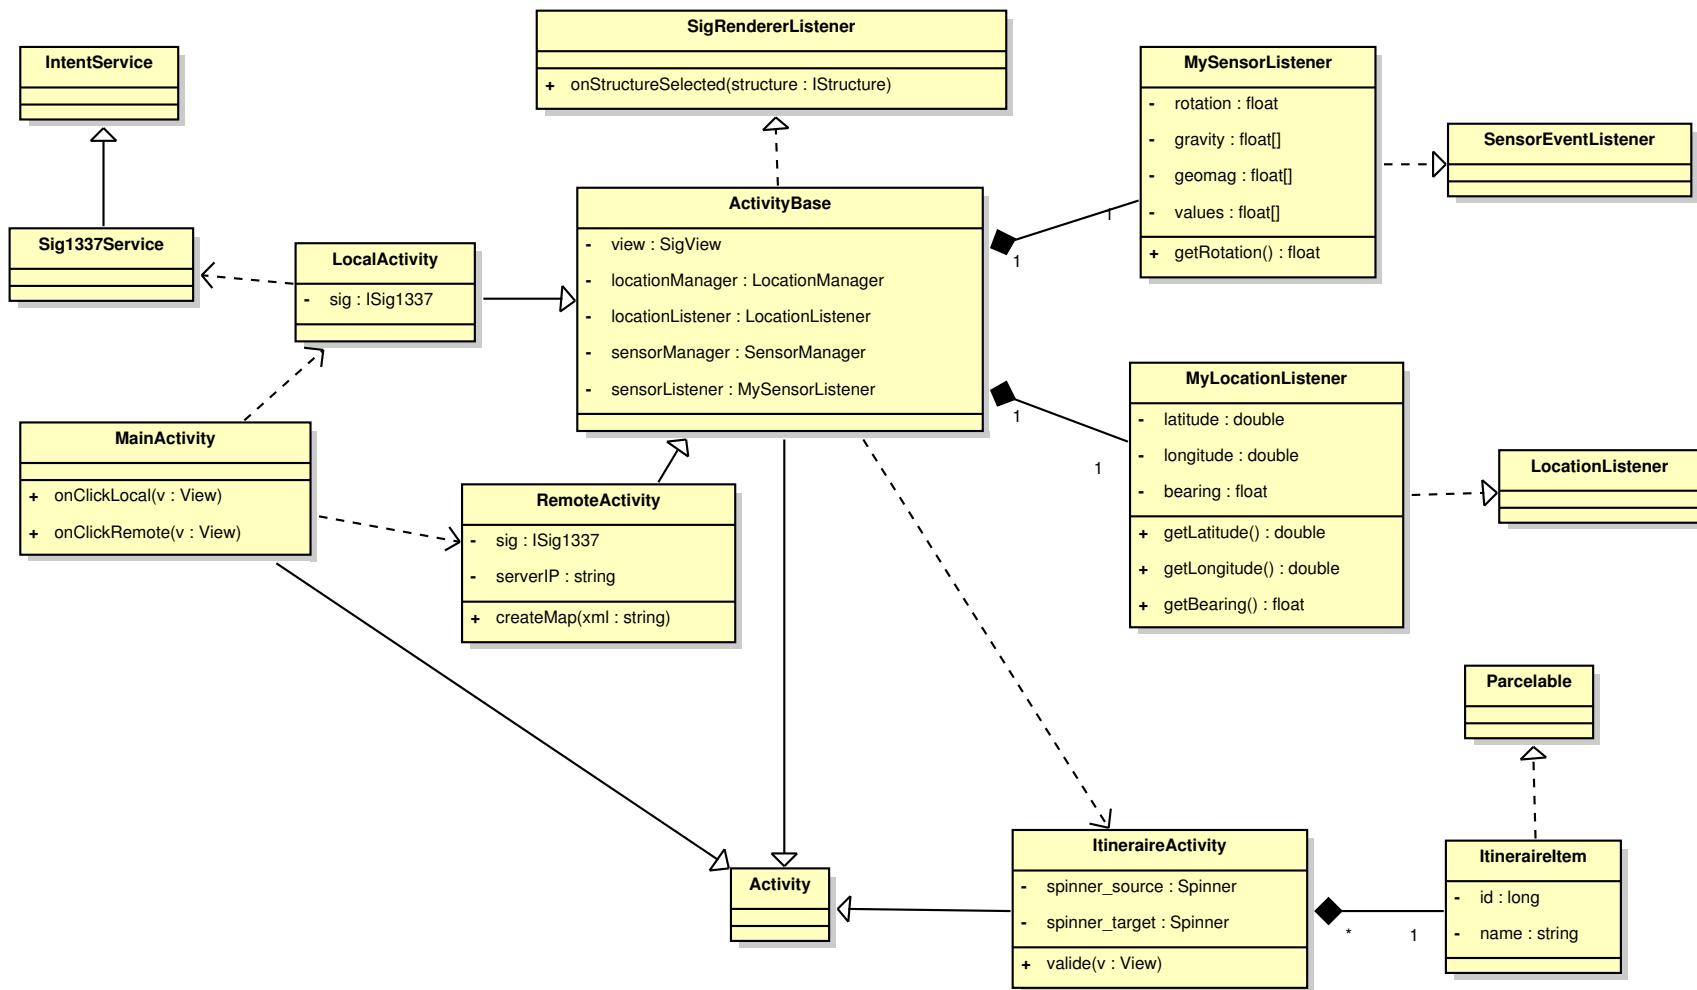 SigRendererListener
+ onStructureSelected(structure : IStructure)
IntentService
MySensorListener
- rotation : float
- gravity : float[]
- geomag : float[]
- values : float[]
+ getRotation() : float
SensorEventListener
ActivityBase
- view : SigView
- locationManager : LocationManager
- locationListener : LocationListener
- sensorManager : SensorManager
- sensorListener : MySensorListener
1
1
Sig1337Service
LocalActivity
- sig : ISig1337
MyLocationListener
- latitude : double
- longitude : double
- bearing : float
+ getLatitude() : double
+ getLongitude() : double
+ getBearing() : float
1
1
LocationListener
MainActivity
+ onClickLocal(v : View)
+ onClickRemote(v : View)
RemoteActivity
- sig : ISig1337
- serverIP : string
+ createMap(xml : string)
Parcelable
Activity
ItineraireActivity
- spinner_source : Spinner
- spinner_target : Spinner
+ valide(v : View)
* 1
ItineraireItem
- id : long
- name : string